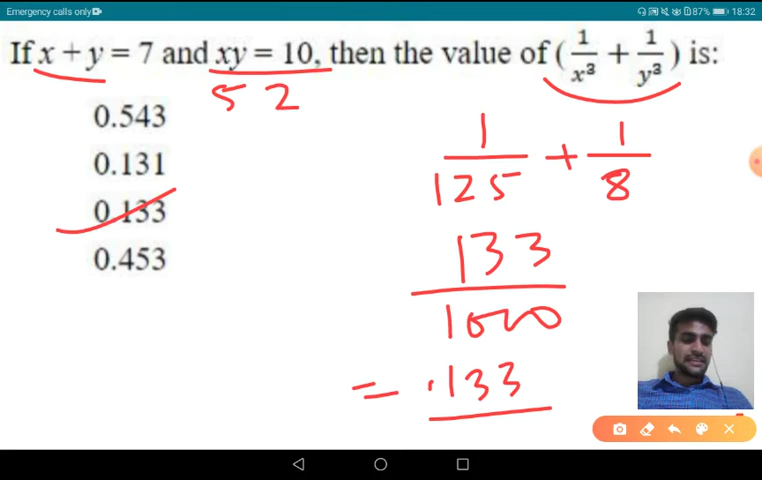 Emergency calls only 87% 18:32
If x + y = 7 and xy = 10, then the value of (1/x³ + 1/y³) is:
5 2
0.543
0.131
0.133
0.453
1/125 + 1/8
133/1000
= .133